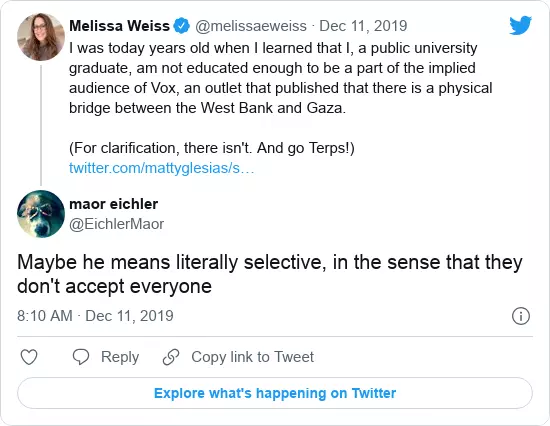 Melissa Weiss @melissaeweiss · Dec 11, 2019
I was today years old when I learned that I, a public university
graduate, am not educated enough to be a part of the implied
audience of Vox, an outlet that published that there is a physical
bridge between the West Bank and Gaza.
(For clarification, there isn't. And go Terps!)
twitter.com/mattyglesias/s…
maor eichler
@EichlerMaor
Maybe he means literally selective, in the sense that they
don't accept everyone
8:10 AM · Dec 11, 2019
Reply Copy link to Tweet
Explore what's happening on Twitter